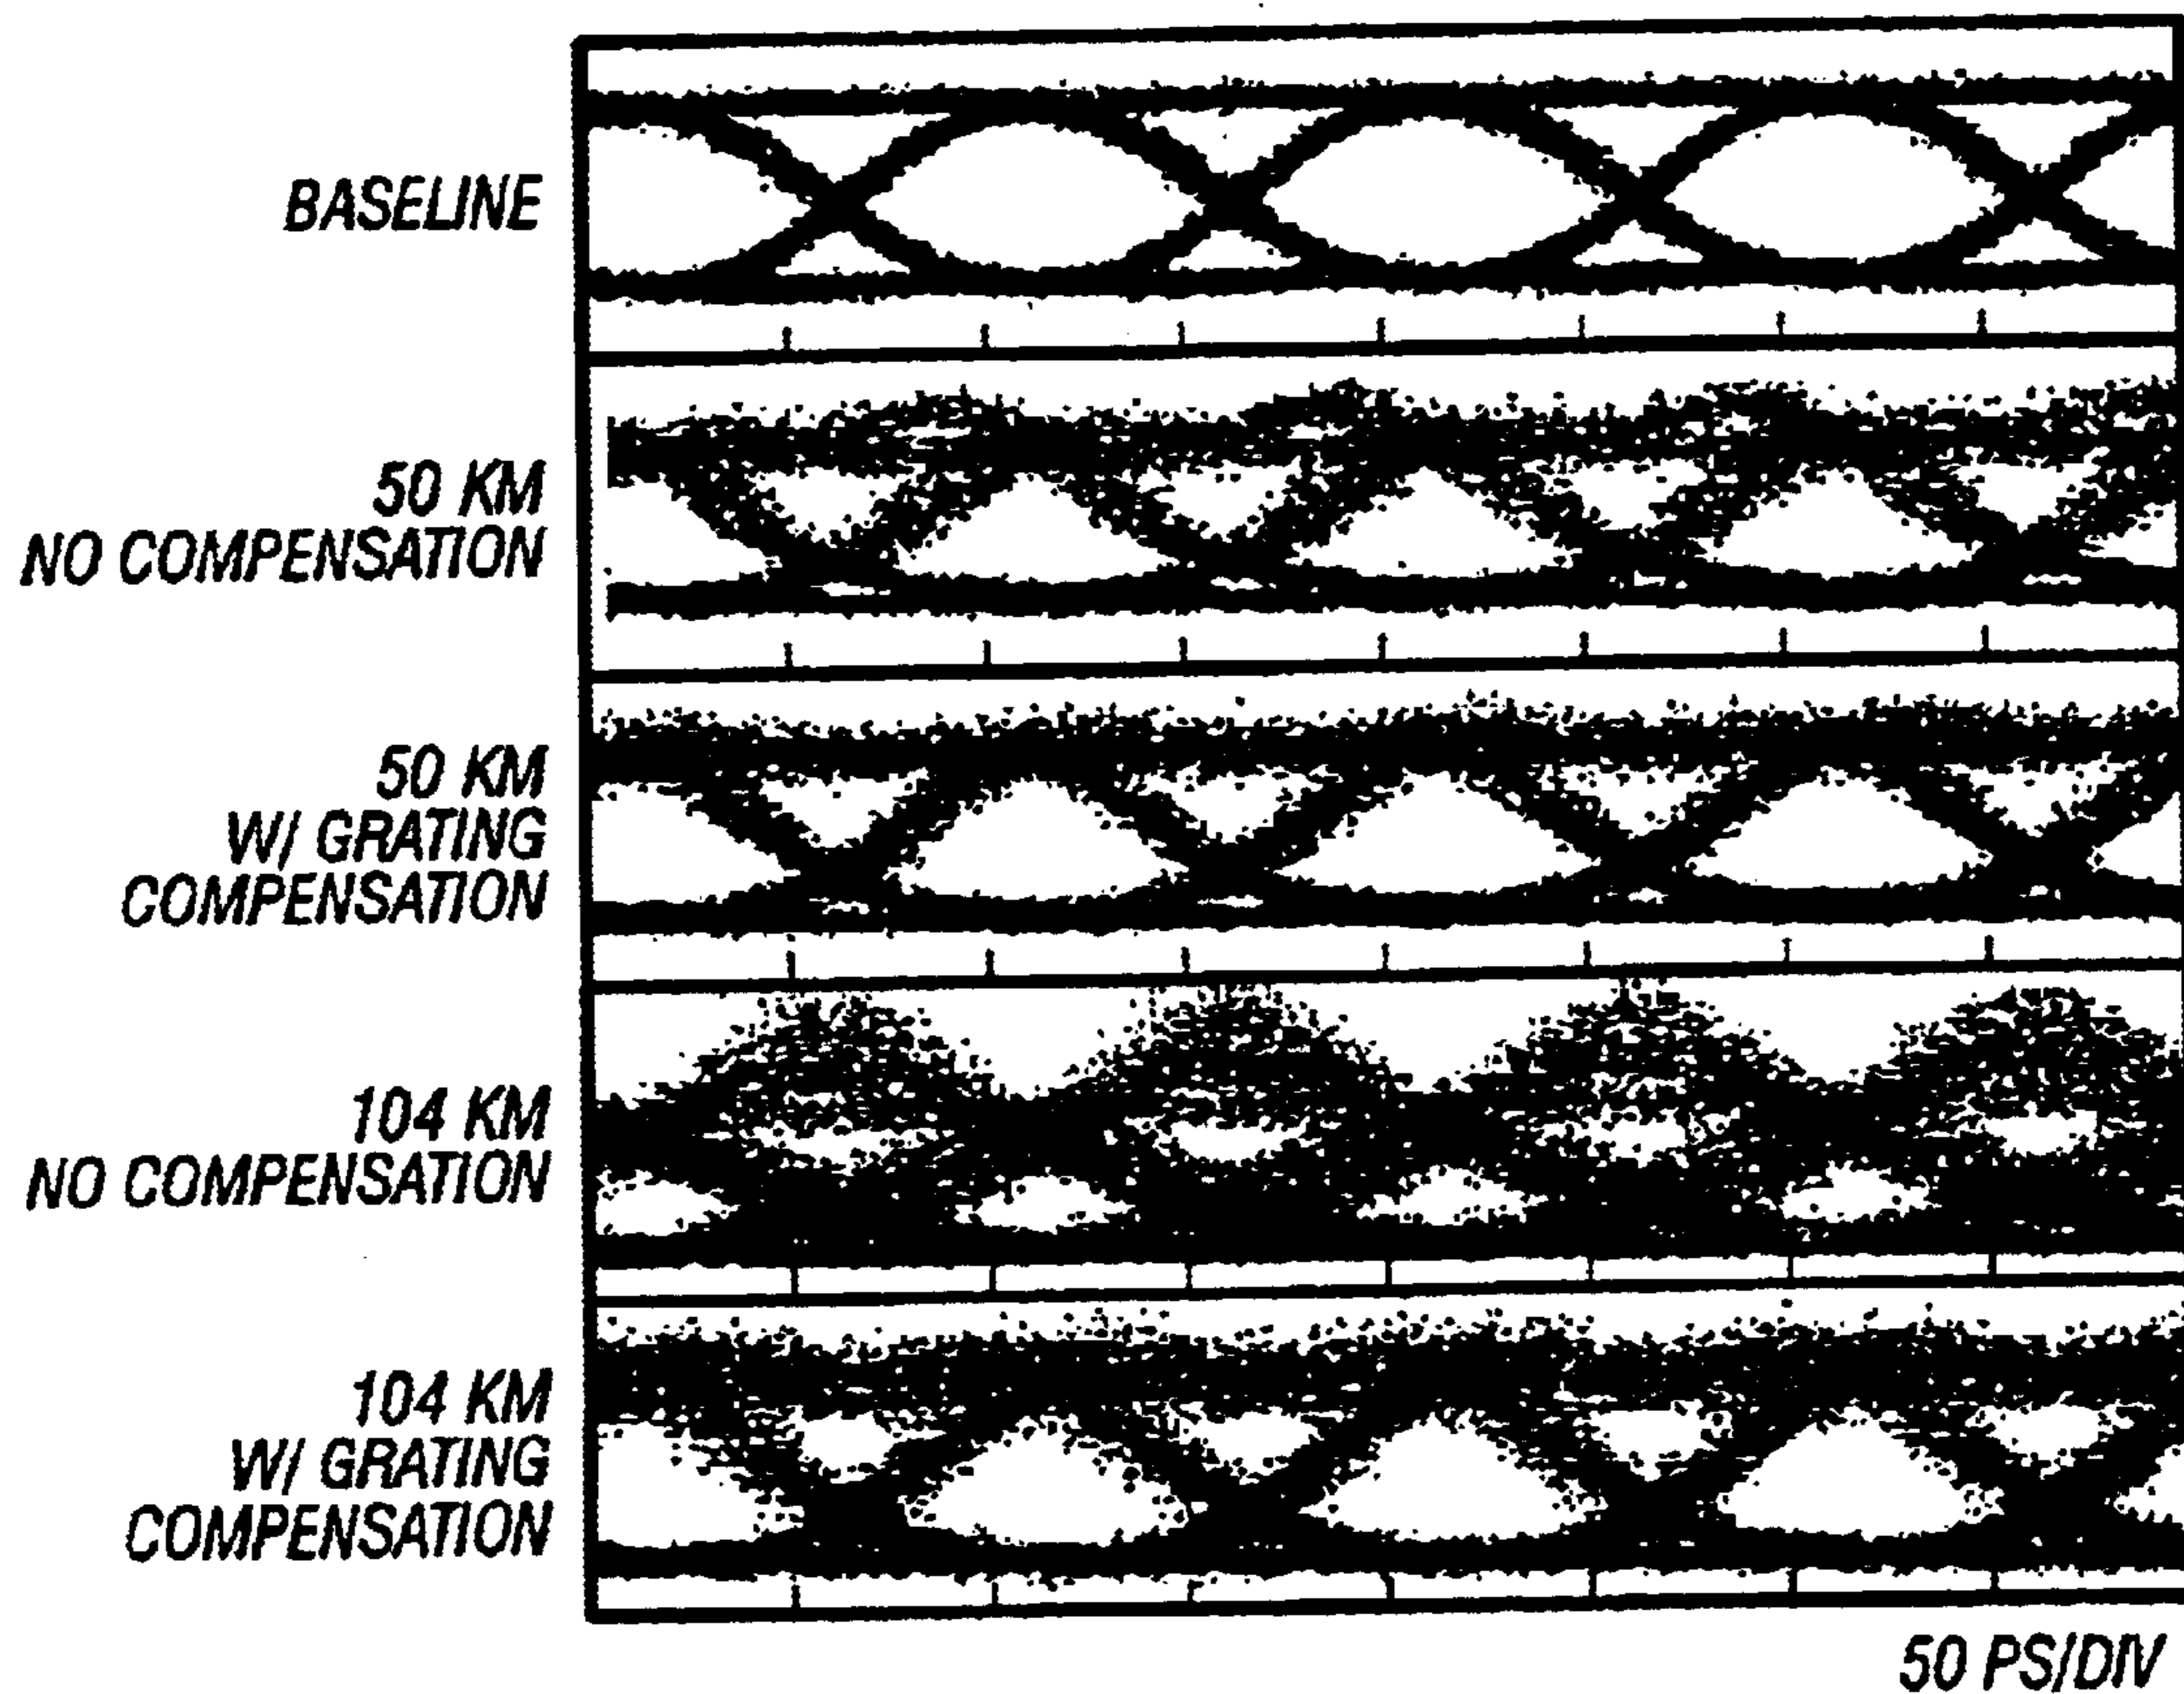 BASELINE
50 KM
NO COMPENSATION
50 KM
W/ GRATING
COMPENSATION
104 KM
NO COMPENSATION
104 KM
W/ GRATING
COMPENSATION
50 PS/DIV